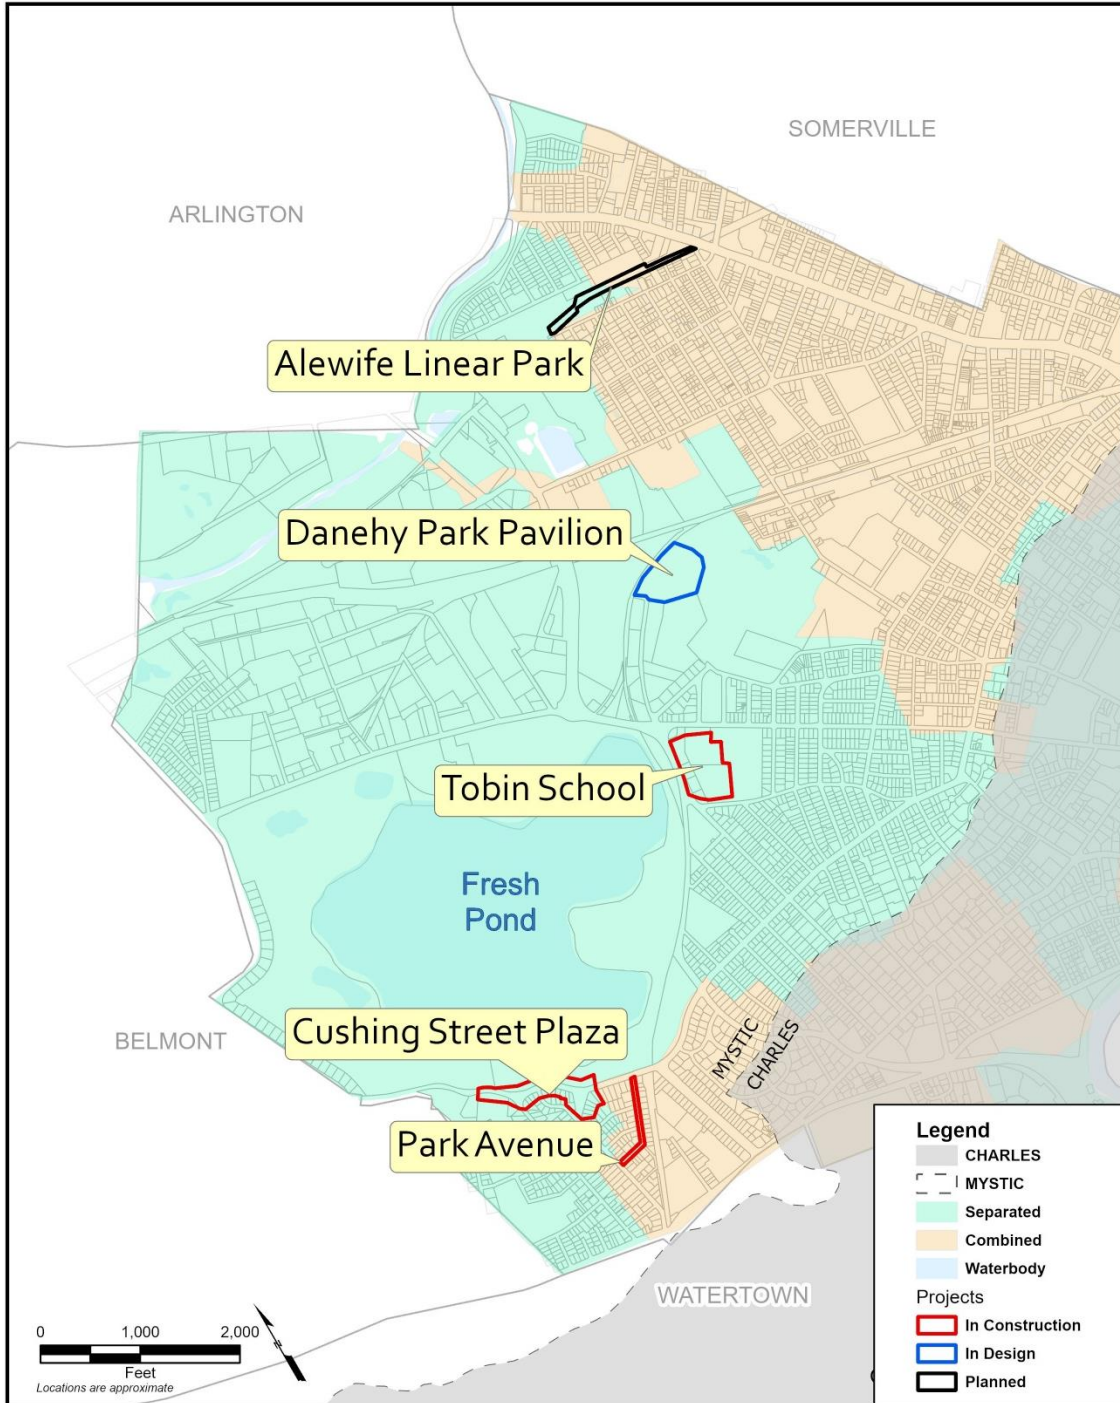 SOMERVILLE
ARLINGTON
Alewife Linear Park
Danehy Park Pavilion
Tobin School
Fresh
Pond
Cushing Street Plaza
BELMONT
MYSTIC
CHARLES
Park Avenue
WATERTOWN
Legend
CHARLES
MYSTIC
Separated
Combined
Waterbody
Projects
In Construction
In Design
Planned
0 1,000 2,000
Feet
Locations are approximate
N